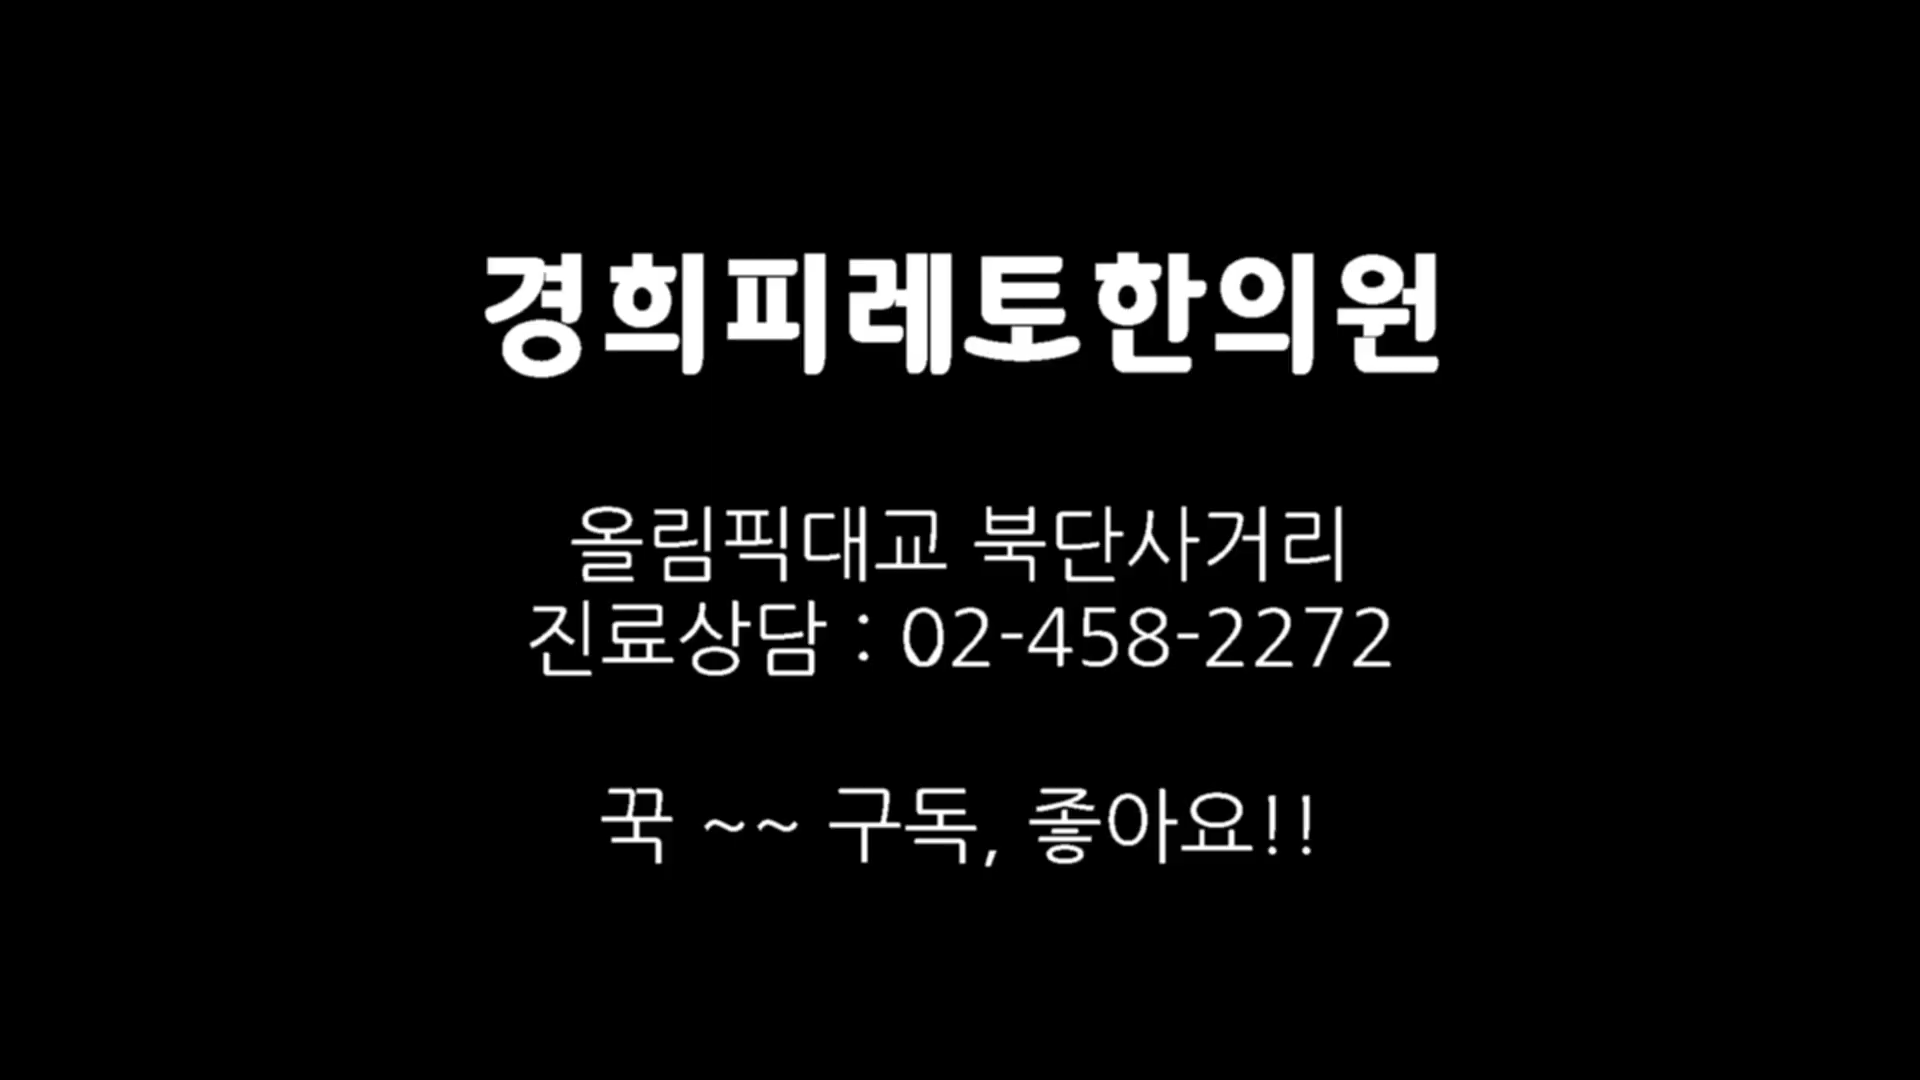 경희피레토한의원
올림픽대교 북단사거리
진료상담 : 02-458-2272
꾹 ~~ 구독, 좋아요!!